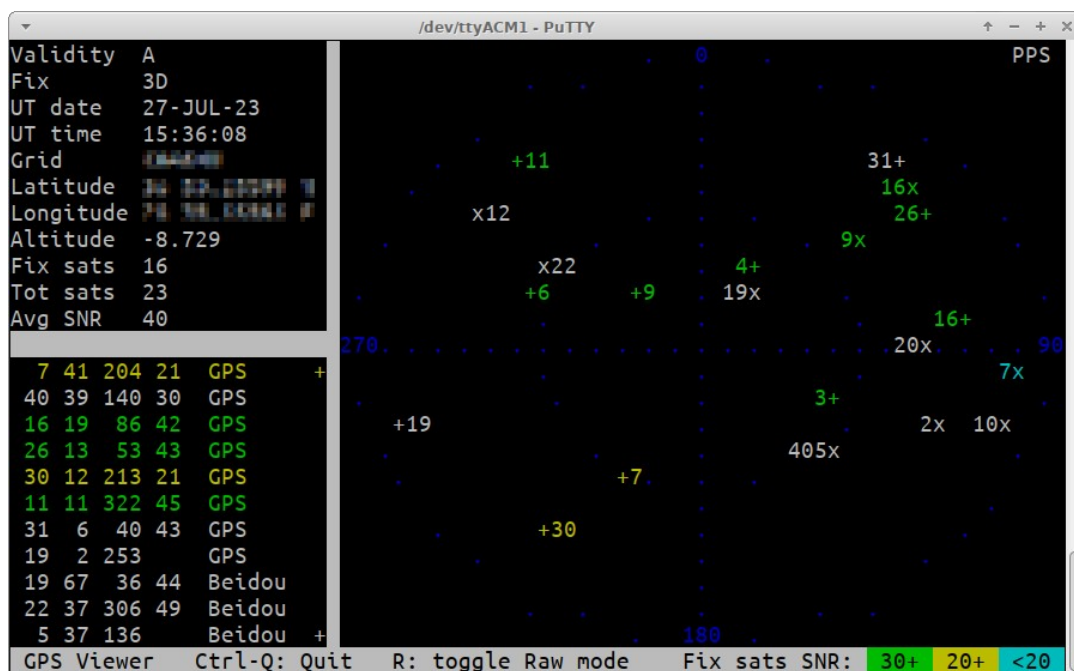 /dev/ttyACM1 - PuTTY
Validity A
Fix 3D
UT date 27-JUL-23
UT time 15:36:08
Grid
Latitude
Longitude
Altitude -8.729
Fix sats 16
Tot sats 23
Avg SNR 40
7 41 204 21 GPS +
40 39 140 30 GPS
16 19 86 42 GPS
26 13 53 43 GPS
30 12 213 21 GPS
11 11 322 45 GPS
31 6 40 43 GPS
19 2 253 GPS
19 67 36 44 Beidou
22 37 306 49 Beidou
5 37 136 Beidou +
0 PPS
+11 31+
16x
x12 26+
9x
x22 4+
+6 +9 19x
16+
270 20x 90
7x
3+
+19 2x 10x
405x
+7
+30
180
GPS Viewer Ctrl-Q: Quit R: toggle Raw mode Fix sats SNR: 30+ 20+ <20